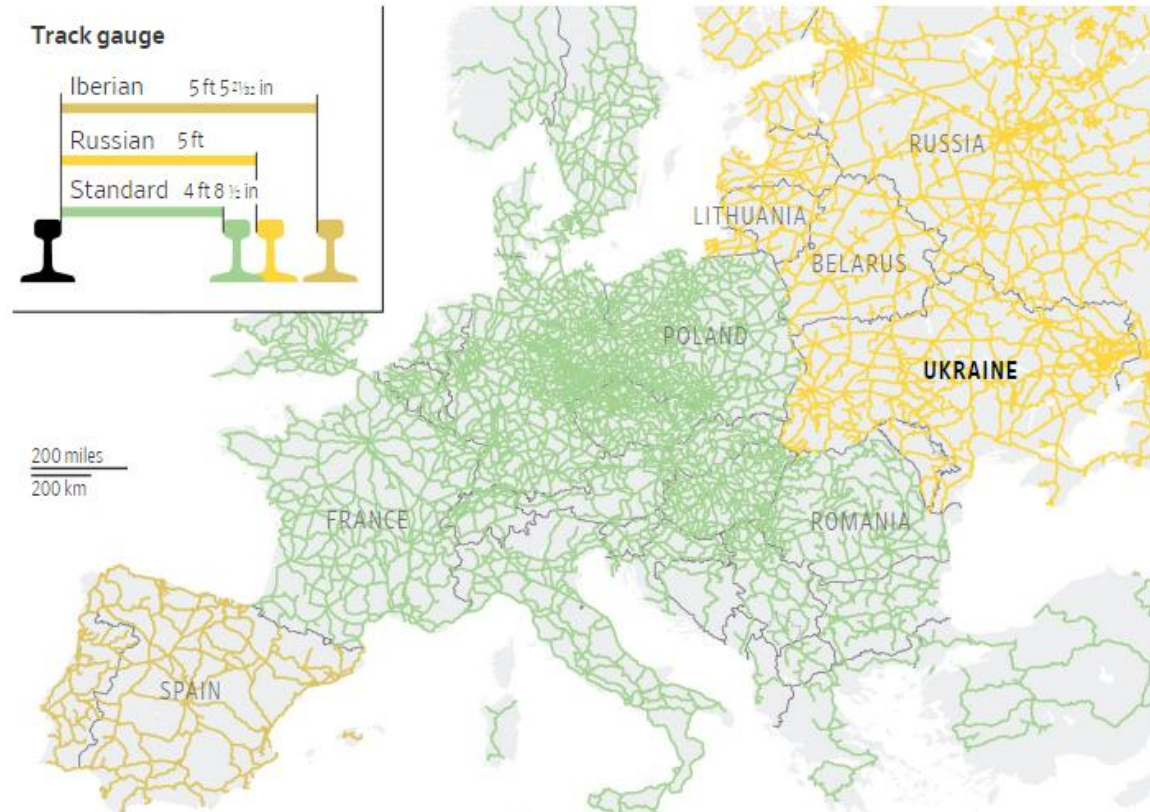 Track gauge
Iberian 5 ft 5 21/32 in
Russian 5 ft
Standard 4 ft 8 ½ in
RUSSIA
LITHUANIA
BELARUS
POLAND
UKRAINE
200 miles
200 km
FRANCE
ROMANIA
SPAIN